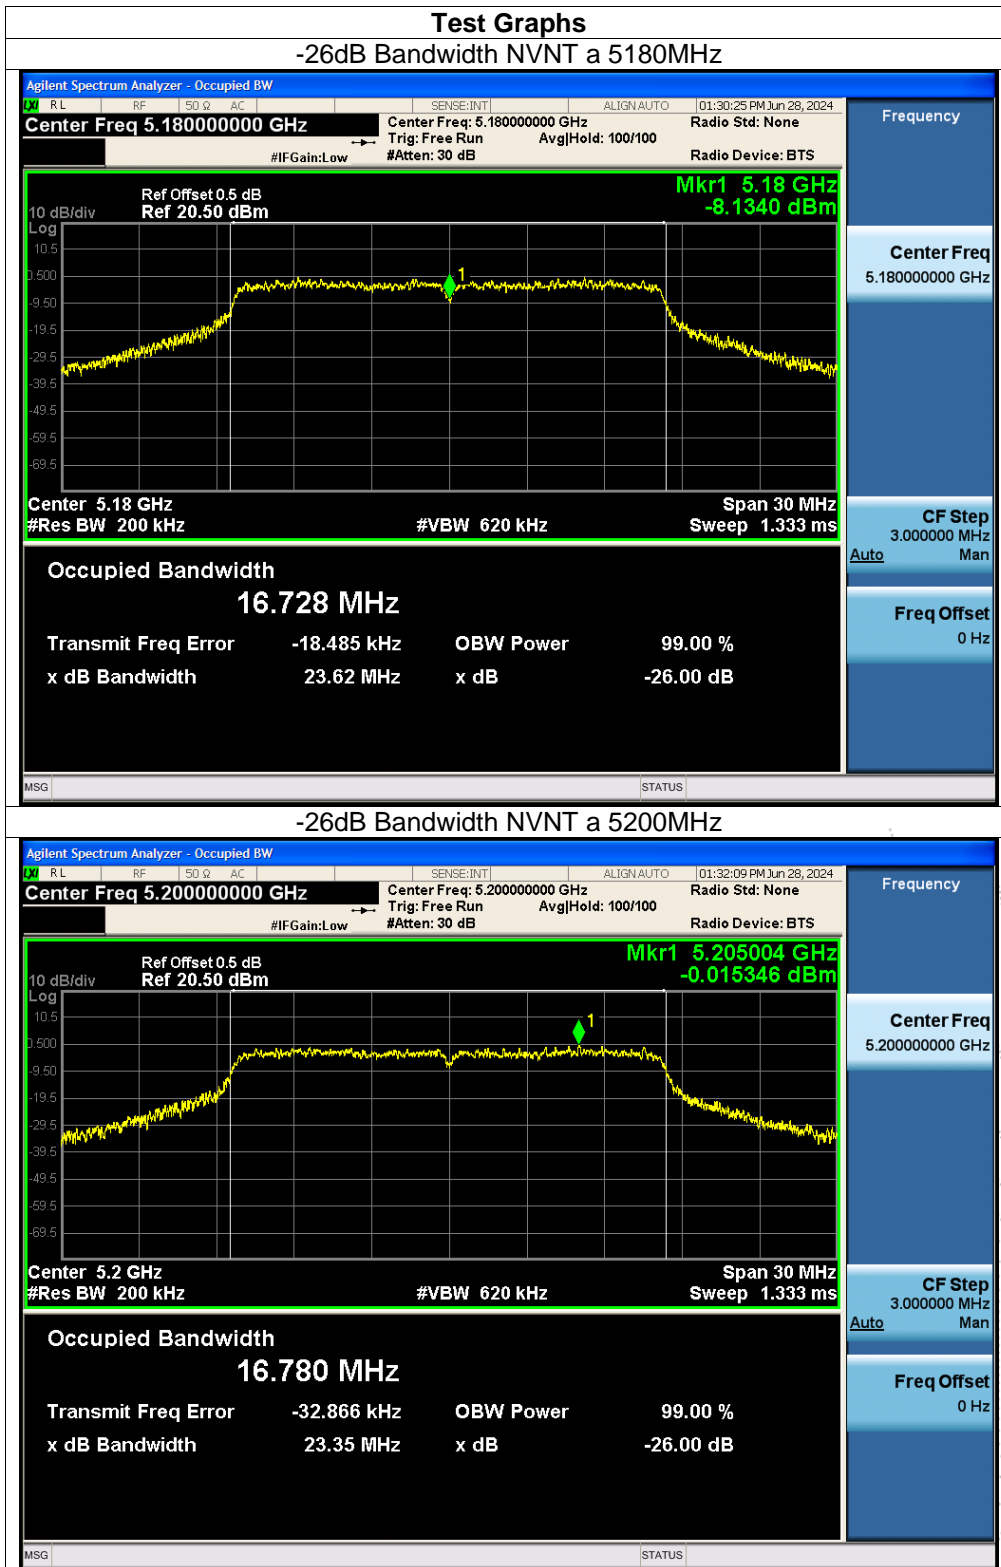 Test Graphs
-26dB Bandwidth NVNT a 5180MHz
Agilent Spectrum Analyzer - Occupied BW
LXI RL RF 50 Ω AC SENSE:INT ALIGN AUTO 01:30:25 PM Jun 28, 2024
Center Freq 5.180000000 GHz Center Freq: 5.180000000 GHz Radio Std: None
Trig: Free Run Avg|Hold: 100/100
#IFGain:Low #Atten: 30 dB Radio Device: BTS
Frequency
Mkr1 5.18 GHz
-8.1340 dBm
Ref Offset 0.5 dB
10 dB/div Ref 20.50 dBm
Log
10.5
0.500
-9.50
-19.5
-29.5
-39.5
-49.5
-59.5
-69.5
1
Center 5.18 GHz Span 30 MHz
#Res BW 200 kHz #VBW 620 kHz Sweep 1.333 ms
Center Freq
5.180000000 GHz
CF Step
3.000000 MHz
Auto Man
Freq Offset
0 Hz
Occupied Bandwidth
16.728 MHz
Transmit Freq Error -18.485 kHz OBW Power 99.00 %
x dB Bandwidth 23.62 MHz x dB -26.00 dB
MSG STATUS
-26dB Bandwidth NVNT a 5200MHz
Agilent Spectrum Analyzer - Occupied BW
LXI RL RF 50 Ω AC SENSE:INT ALIGN AUTO 01:32:09 PM Jun 28, 2024
Center Freq 5.200000000 GHz Center Freq: 5.200000000 GHz Radio Std: None
Trig: Free Run Avg|Hold: 100/100
#IFGain:Low #Atten: 30 dB Radio Device: BTS
Frequency
Mkr1 5.205004 GHz
-0.015346 dBm
Ref Offset 0.5 dB
10 dB/div Ref 20.50 dBm
Log
10.5
0.500
-9.50
-19.5
-29.5
-39.5
-49.5
-59.5
-69.5
1
Center 5.2 GHz Span 30 MHz
#Res BW 200 kHz #VBW 620 kHz Sweep 1.333 ms
Center Freq
5.200000000 GHz
CF Step
3.000000 MHz
Auto Man
Freq Offset
0 Hz
Occupied Bandwidth
16.780 MHz
Transmit Freq Error -32.866 kHz OBW Power 99.00 %
x dB Bandwidth 23.35 MHz x dB -26.00 dB
MSG STATUS